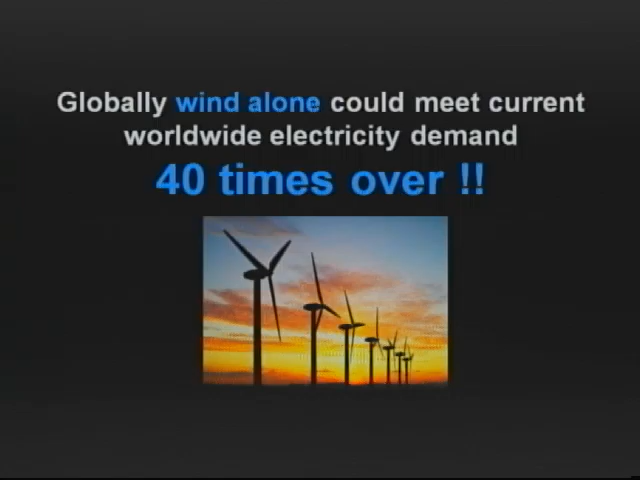 Globally wind alone could meet current
worldwide electricity demand
40 times over !!